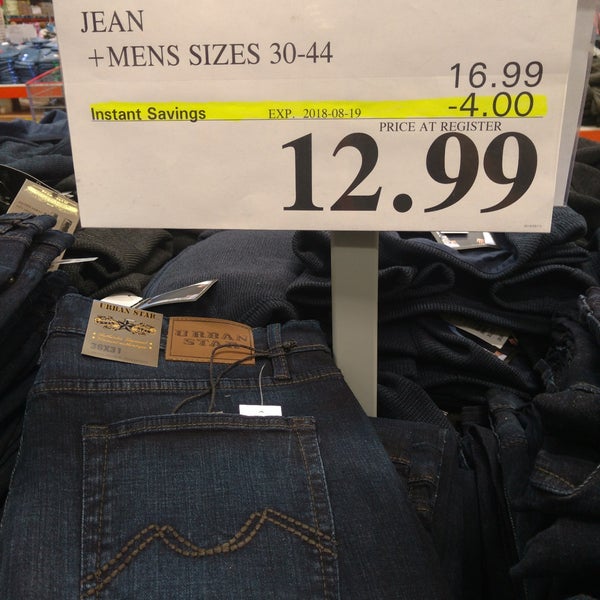 JEAN
+MENS SIZES 30-44
16.99
Instant Savings EXP. 2018-08-19 -4.00
PRICE AT REGISTER
12.99
URBAN STAR
URBAN
STAR